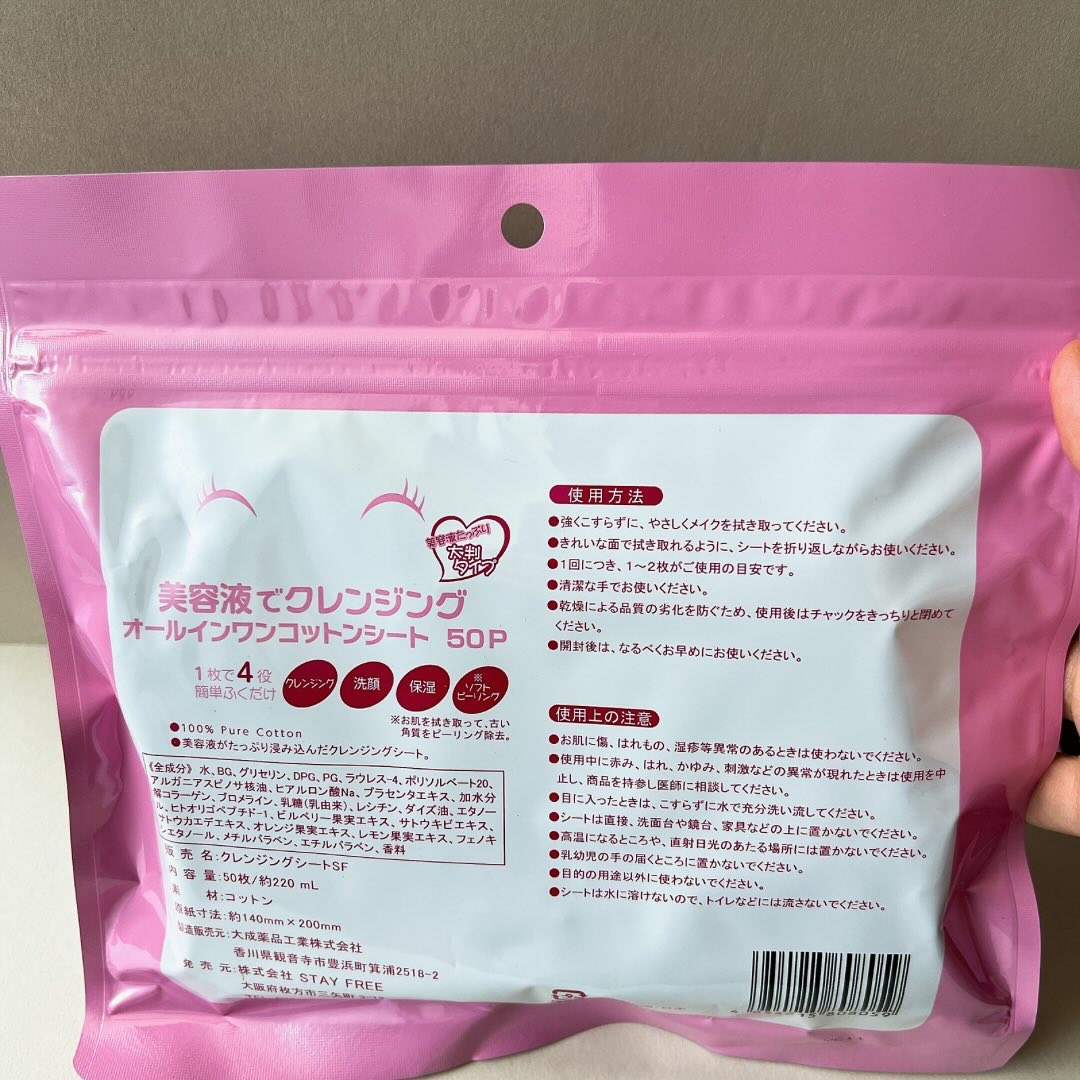 美容液たっぷり
大判
タイプ
美容液でクレンジング
オールインワンコットンシート 50P
1枚で4役
簡単ふくだけ
クレンジング
洗顔
保湿
※
ソフト
ピーリング
※お肌を拭き取って、古い
角質をピーリング除去。
●100% Pure Cotton
●美容液がたっぷり浸み込んだクレンジングシート。
《全成分》水、BG、グリセリン、DPG、PG、ラウレス-4、ポリソルベート20、
アルガニアスピノサ核油、ヒアルロン酸Na、プラセンタエキス、加水分
解コラーゲン、ブロメライン、乳糖(乳由来)、レシチン、ダイズ油、エタノー
ル、ヒトオリゴペプチド-1、ビルベリー果実エキス、サトウキビエキス、
サトウカエデエキス、オレンジ果実エキス、レモン果実エキス、フェノキ
シエタノール、メチルパラベン、エチルパラベン、香料
販売名:クレンジングシートSF
内容量:50枚/約220 mL
素材:コットン
原紙寸法:約140mm×200mm
製造販売元:大成薬品工業株式会社
香川県観音寺市豊浜町箕浦2518-2
発売元:株式会社 STAY FREE
大阪府枚方市三矢町
使用方法
●強くこすらずに、やさしくメイクを拭き取ってください。
●きれいな面で拭き取れるように、シートを折り返しながらお使いください。
●1回につき、1〜2枚がご使用の目安です。
●清潔な手でお使いください。
●乾燥による品質の劣化を防ぐため、使用後はチャックをきっちりと閉めて
ください。
●開封後は、なるべくお早めにお使いください。
使用上の注意
●お肌に傷、はれもの、湿疹等異常のあるときは使わないでください。
●使用中に赤み、はれ、かゆみ、刺激などの異常が現れたときは使用を中
止し、商品を持参し医師に相談してください。
●目に入ったときは、こすらずに水で充分洗い流してください。
●シートは直接、洗面台や鏡台、家具などの上に置かないでください。
●高温になるところや、直射日光のあたる場所には置かないでください。
●乳幼児の手の届くところに置かないでください。
●目的の用途以外に使わないでください。
●シートは水に溶けないので、トイレなどには流さないでください。